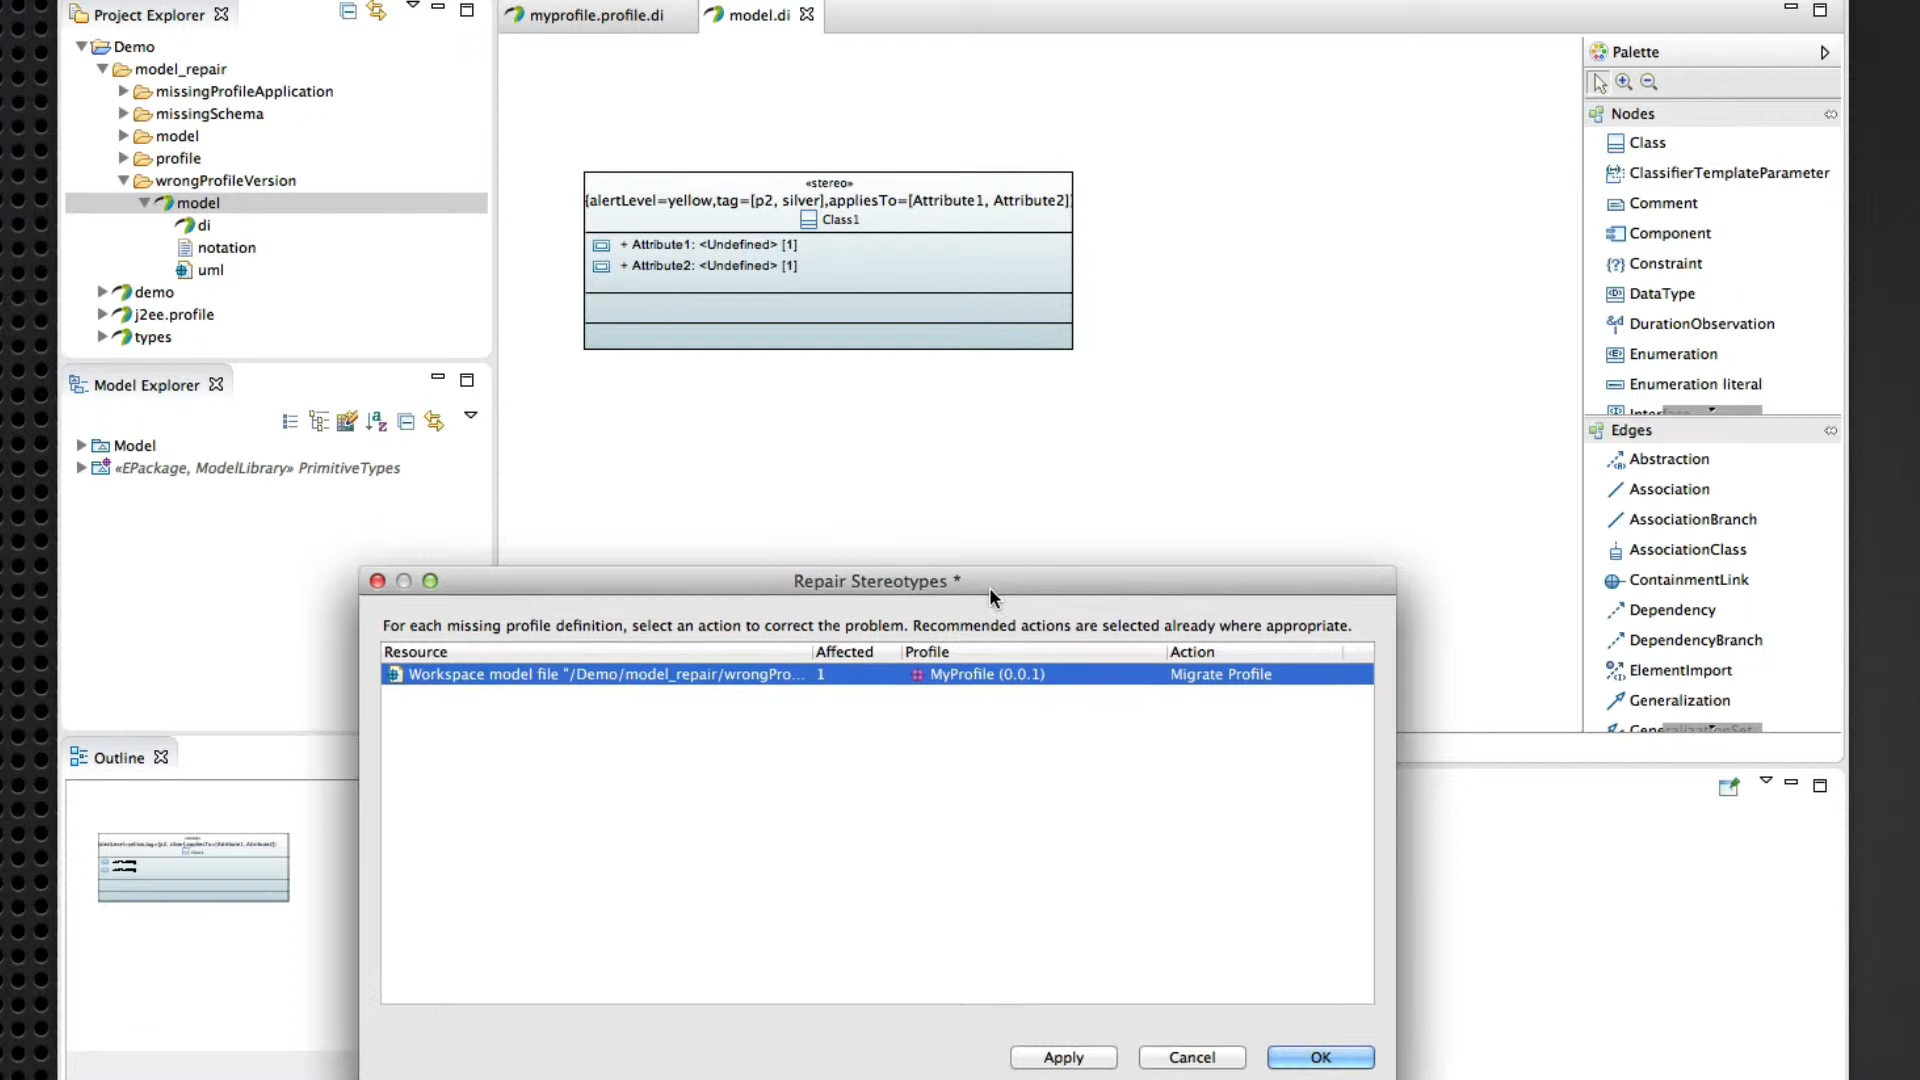 Project Explorer
Demo
model_repair
missingProfileApplication
missingSchema
model
profile
wrongProfileVersion
model
di
notation
uml
demo
j2ee.profile
types
Model Explorer
Model
«EPackage, ModelLibrary» PrimitiveTypes
Outline
myprofile.profile.di
model.di
«stereo»
{alertLevel=yellow,tag=[p2, silver],appliesTo=[Attribute1, Attribute2]}
Class1
+ Attribute1: <Undefined> [1]
+ Attribute2: <Undefined> [1]
Palette
Nodes
Class
ClassifierTemplateParameter
Comment
Component
Constraint
DataType
DurationObservation
Enumeration
Enumeration literal
Edges
Abstraction
Association
AssociationBranch
AssociationClass
ContainmentLink
Dependency
DependencyBranch
ElementImport
Generalization
Repair Stereotypes *
For each missing profile definition, select an action to correct the problem. Recommended actions are selected already where appropriate.
Resource Affected Profile Action
Workspace model file "/Demo/model_repair/wrongPro... 1 MyProfile (0.0.1) Migrate Profile
Apply Cancel OK